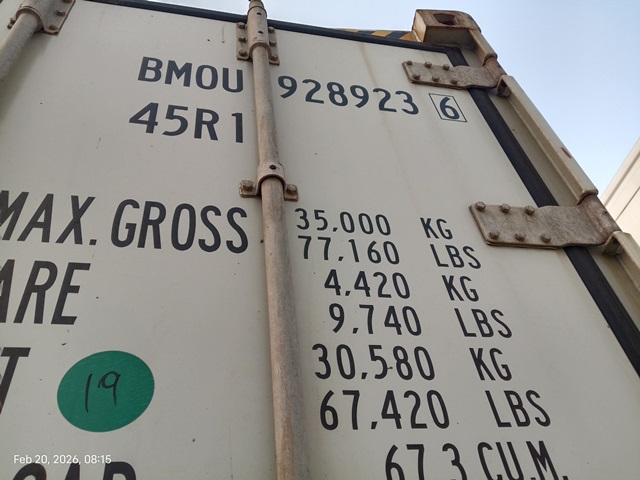 BMOU 928923 6
45R1
MAX. GROSS 35,000 KG
77,160 LBS
ARE 4,420 KG
9,740 LBS
T 30,580 KG
67,420 LBS
19
67.3 CU.M.
Feb 20, 2026, 08:15